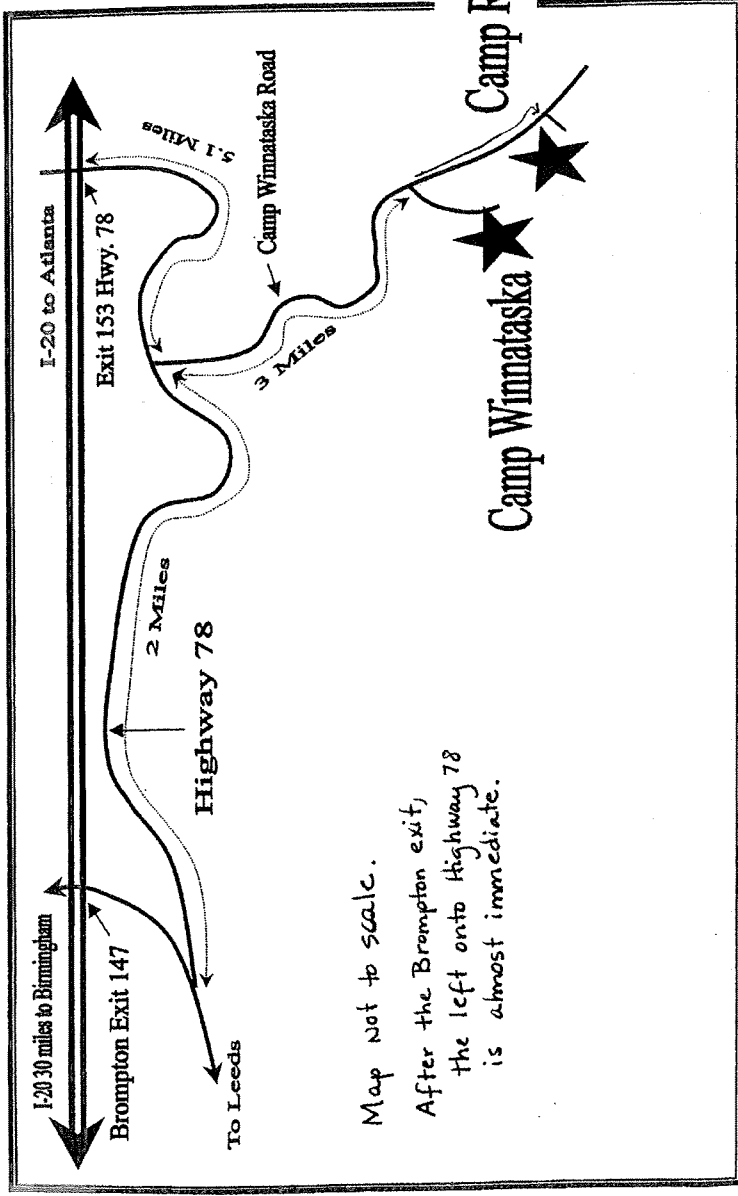 I-20 30 miles to Birmingham
I-20 to Atlanta
Brompton Exit 147
Exit 153 Hwy. 78
5.1 Miles
To Leeds
Highway 78
2 Miles
3 Miles
Camp Winnataska Road
Camp Winnataska
Camp
Map Not to scale.
After the Brompton exit,
the left onto Highway 78
is almost immediate.